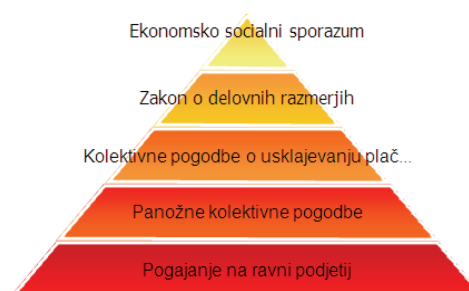 Ekonomsko socialni sporazum
Zakon o delovnih razmerjih
Kolektivne pogodbe o usklajevanju plač...
Panožne kolektivne pogodbe
Pogajanje na ravni podjetij